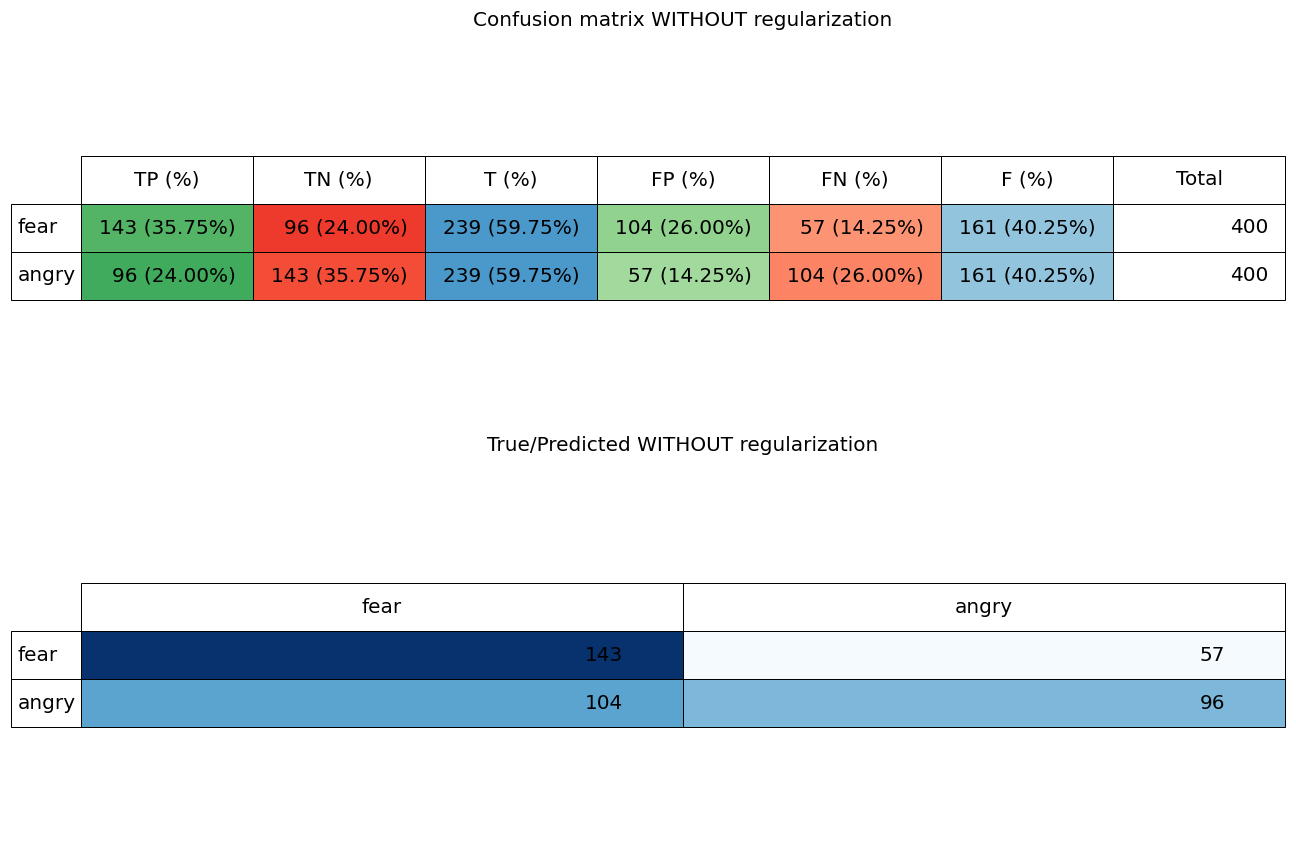 Confusion matrix WITHOUT regularization
TP (%) TN (%) T (%) FP (%) FN (%) F (%) Total
fear 143 (35.75%) 96 (24.00%) 239 (59.75%) 104 (26.00%) 57 (14.25%) 161 (40.25%) 400
angry 96 (24.00%) 143 (35.75%) 239 (59.75%) 57 (14.25%) 104 (26.00%) 161 (40.25%) 400
True/Predicted WITHOUT regularization
fear angry
fear 143 57
angry 104 96